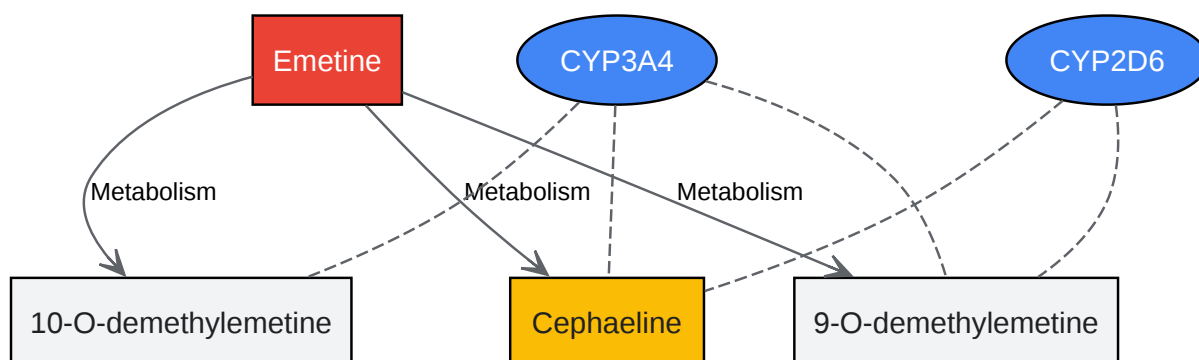 Emetine
CYP3A4
CYP2D6
Metabolism
Metabolism
Metabolism
10-O-demethylemetine
Cephaeline
9-O-demethylemetine